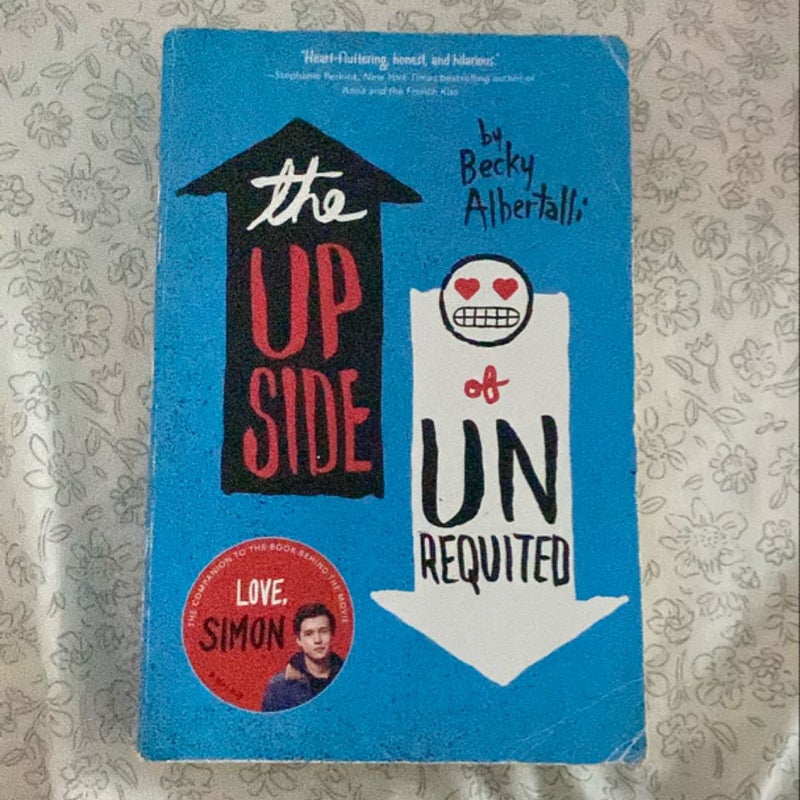 "Heart-fluttering, honest, and hilarious."
—Stephanie Perkins, New York Times bestselling author of
Anna and the French Kiss
by
Becky
Albertalli
the
UP
SIDE
of
UN
REQUITED
THE COMPANION TO THE BOOK BEHIND THE MOVIE
LOVE,
SIMON